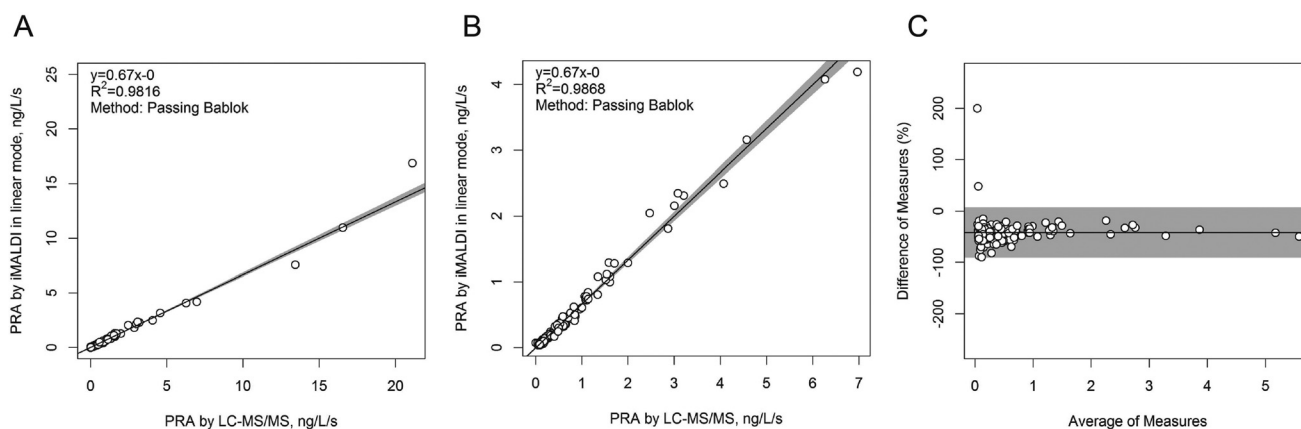 A
y=0.67x-0
R²=0.9816
Method: Passing Bablok
PRA by iMALDI in linear mode, ng/L/s
25
20
15
10
5
0
0 5 10 15 20
PRA by LC-MS/MS, ng/L/s
B
y=0.67x-0
R²=0.9868
Method: Passing Bablok
PRA by iMALDI in linear mode, ng/L/s
4
3
2
1
0
0 1 2 3 4 5 6 7
PRA by LC-MS/MS, ng/L/s
C
Difference of Measures (%)
200
100
0
-100
-200
0 1 2 3 4 5
Average of Measures